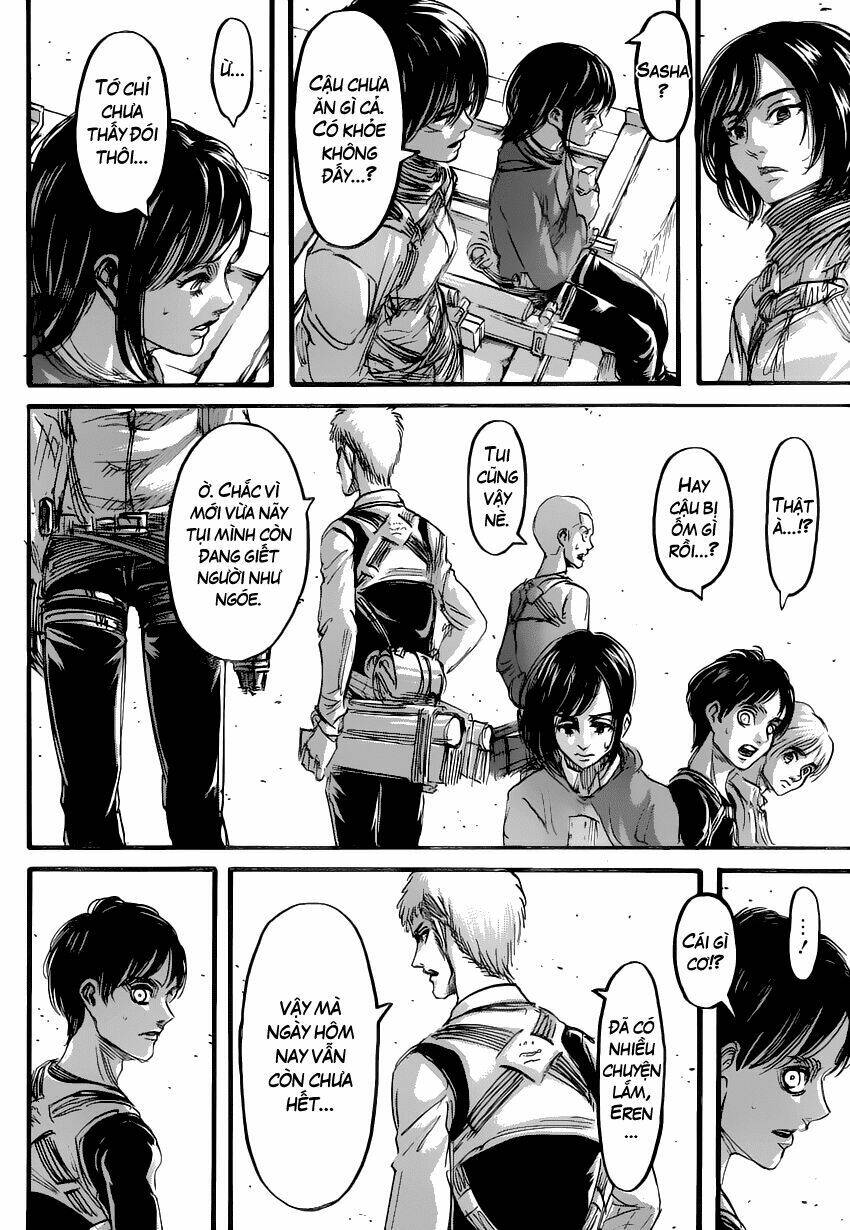 SASHA
?
CẬU CHƯA
ĂN GÌ CẢ.
CÓ KHỎE
KHÔNG
ĐẤY...?
Ừ...
TỚ CHỈ
CHƯA
THẤY ĐÓI
THÔI...
THẬT
À...!?
HAY
CẬU BỊ
ỐM GÌ
RỒI...?
TUI
CŨNG
VẬY
NÈ.
Ờ. CHẮC VÌ
MỚI VỪA NÃY
TỤI MÌNH CÒN
ĐANG GIẾT
NGƯỜI NHƯ
NGÓE.
...!
CÁI GÌ
CƠ!?
ĐÃ CÓ
NHIỀU
CHUYỆN
LẮM,
EREN
...
VẬY MÀ
NGÀY HÔM
NAY VẪN
CÒN CHƯA
HẾT...